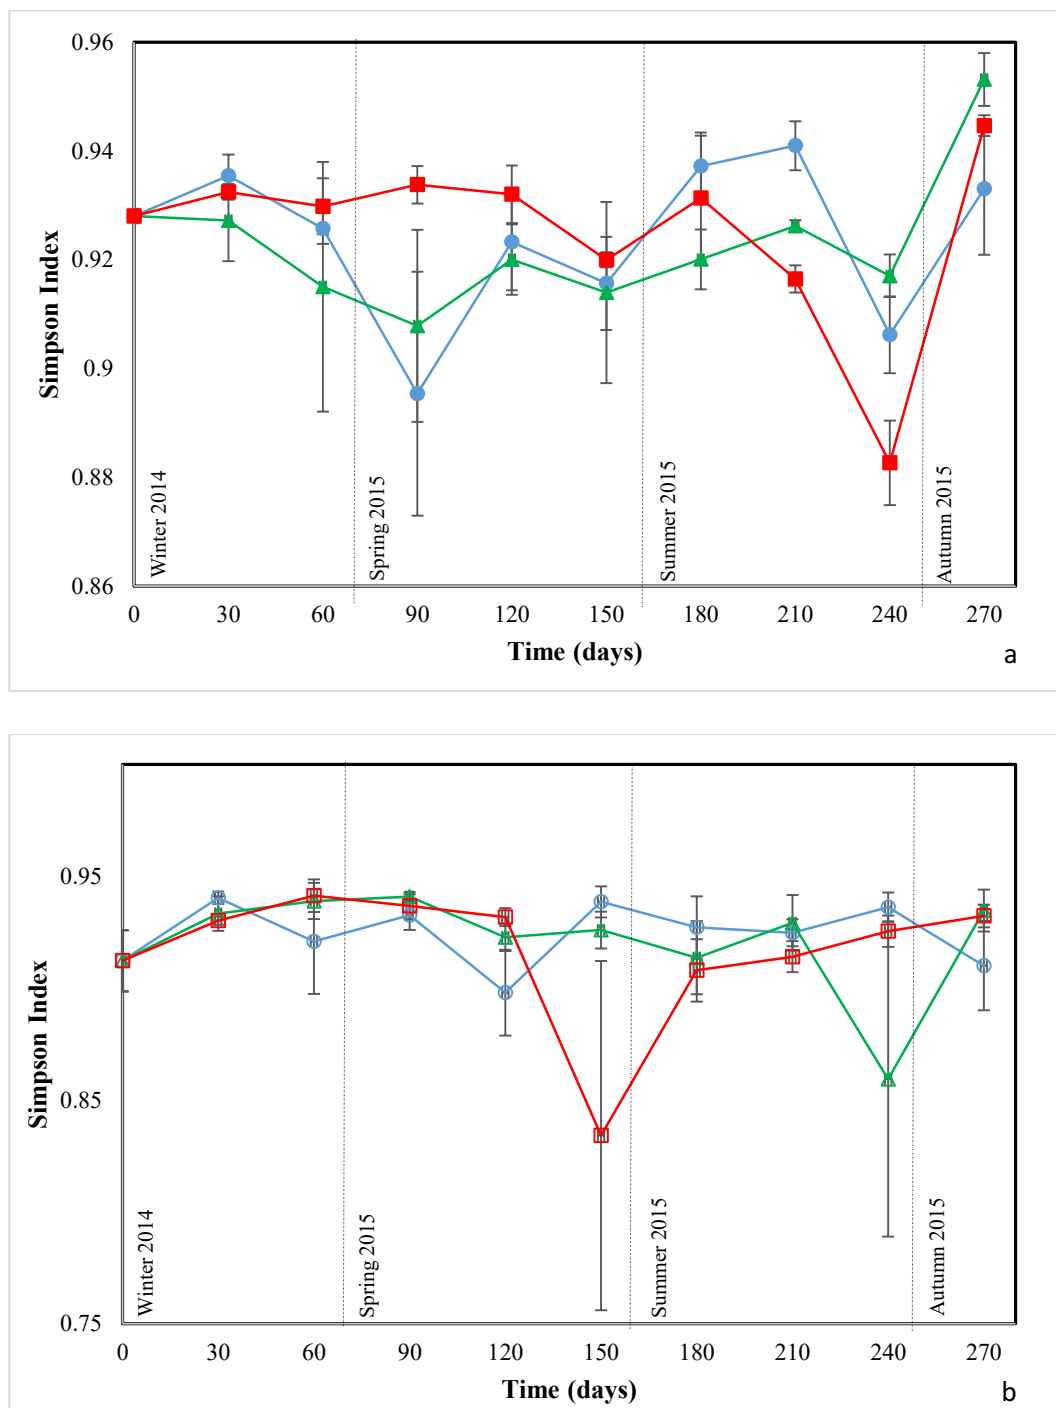 0.96
0.94
0.92
0.9
0.88
0.86
Simpson Index
Winter 2014
Spring 2015
Summer 2015
Autumn 2015
0 30 60 90 120 150 180 210 240 270
Time (days)
a
0.95
0.85
0.75
Simpson Index
Winter 2014
Spring 2015
Summer 2015
Autumn 2015
0 30 60 90 120 150 180 210 240 270
Time (days)
b